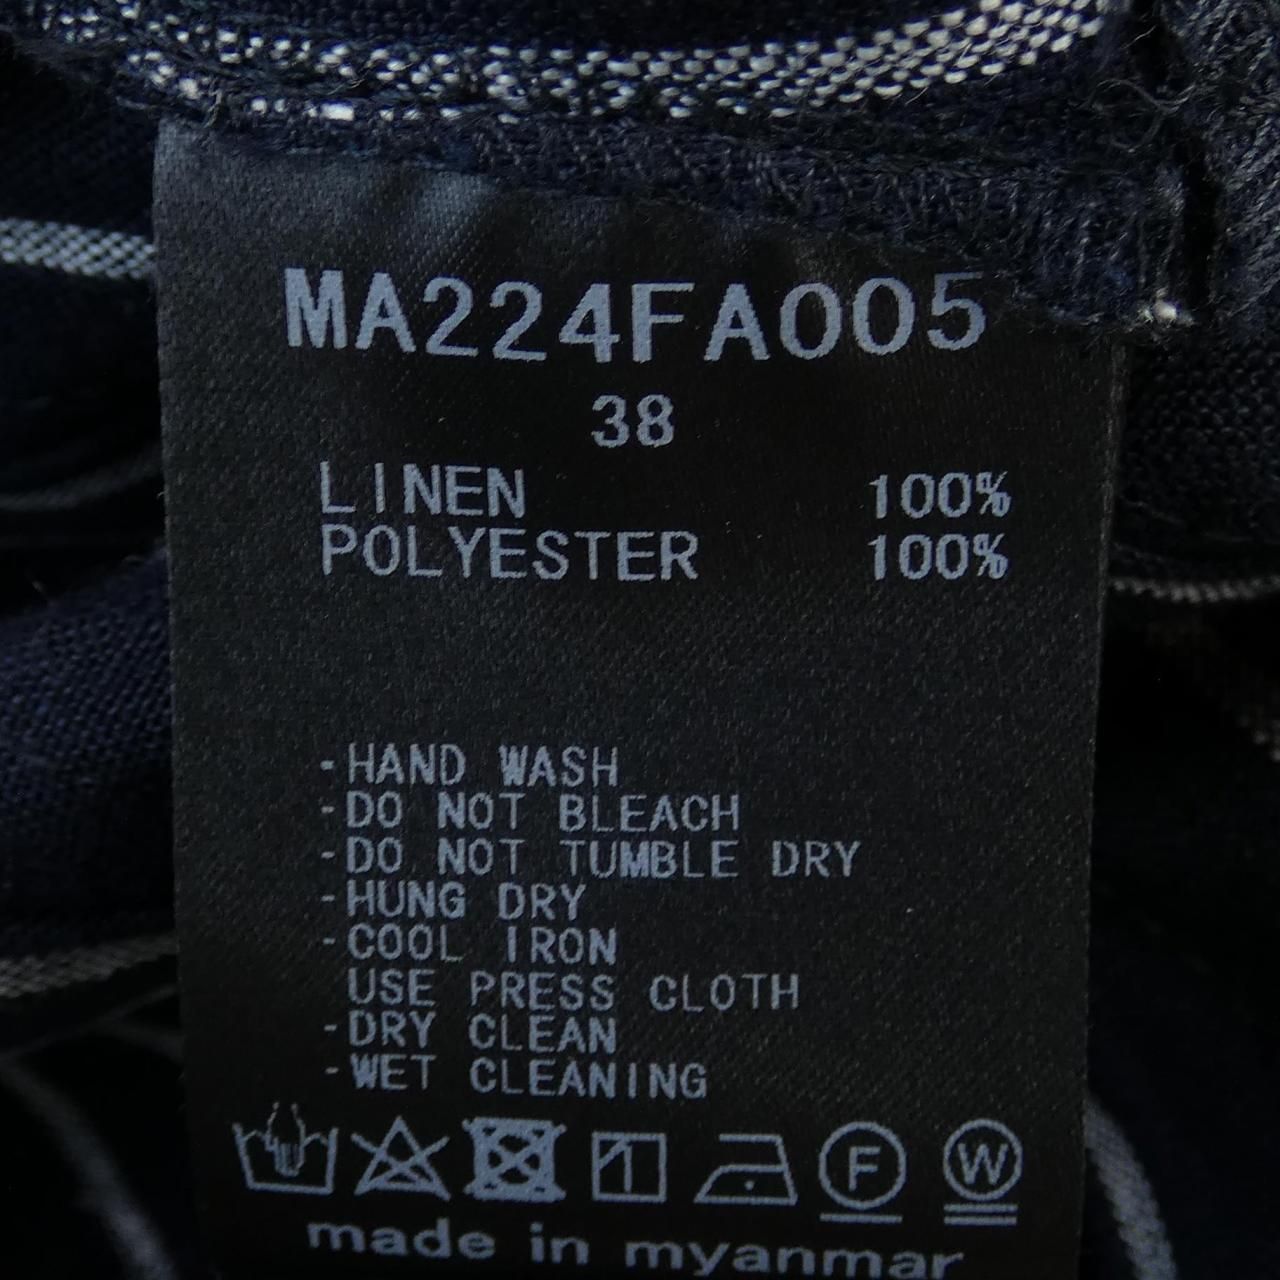 MA224FA005
38
LINEN 100%
POLYESTER 100%
-HAND WASH
-DO NOT BLEACH
-DO NOT TUMBLE DRY
-HUNG DRY
-COOL IRON
USE PRESS CLOTH
-DRY CLEAN
-WET CLEANING
F W
made in myanmar